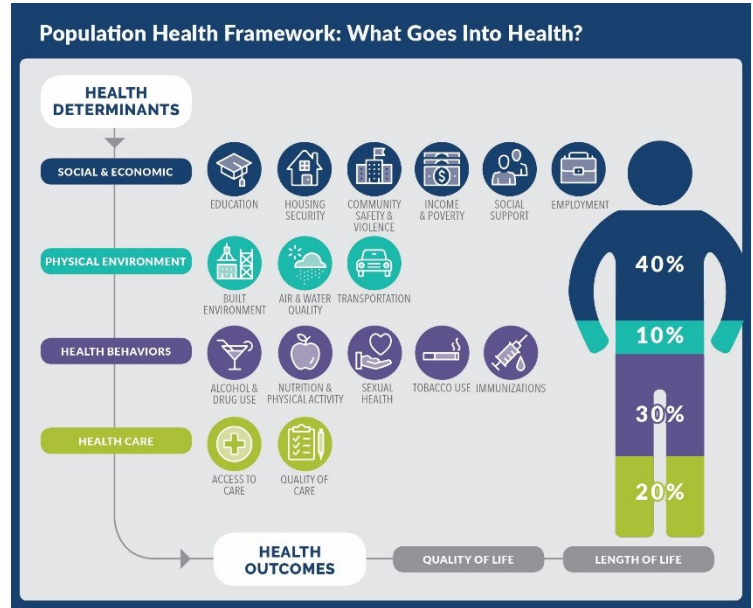 Population Health Framework: What Goes Into Health?
HEALTH
DETERMINANTS
SOCIAL & ECONOMIC
EDUCATION
HOUSING
SECURITY
COMMUNITY
SAFETY &
VIOLENCE
INCOME
& POVERTY
SOCIAL
SUPPORT
EMPLOYMENT
40%
PHYSICAL ENVIRONMENT
BUILT
ENVIRONMENT
AIR & WATER
QUALITY
TRANSPORTATION
10%
HEALTH BEHAVIORS
ALCOHOL &
DRUG USE
NUTRITION &
PHYSICAL ACTIVITY
SEXUAL
HEALTH
TOBACCO USE
IMMUNIZATIONS
30%
HEALTH CARE
ACCESS TO
CARE
QUALITY OF
CARE
20%
HEALTH
OUTCOMES
QUALITY OF LIFE
LENGTH OF LIFE